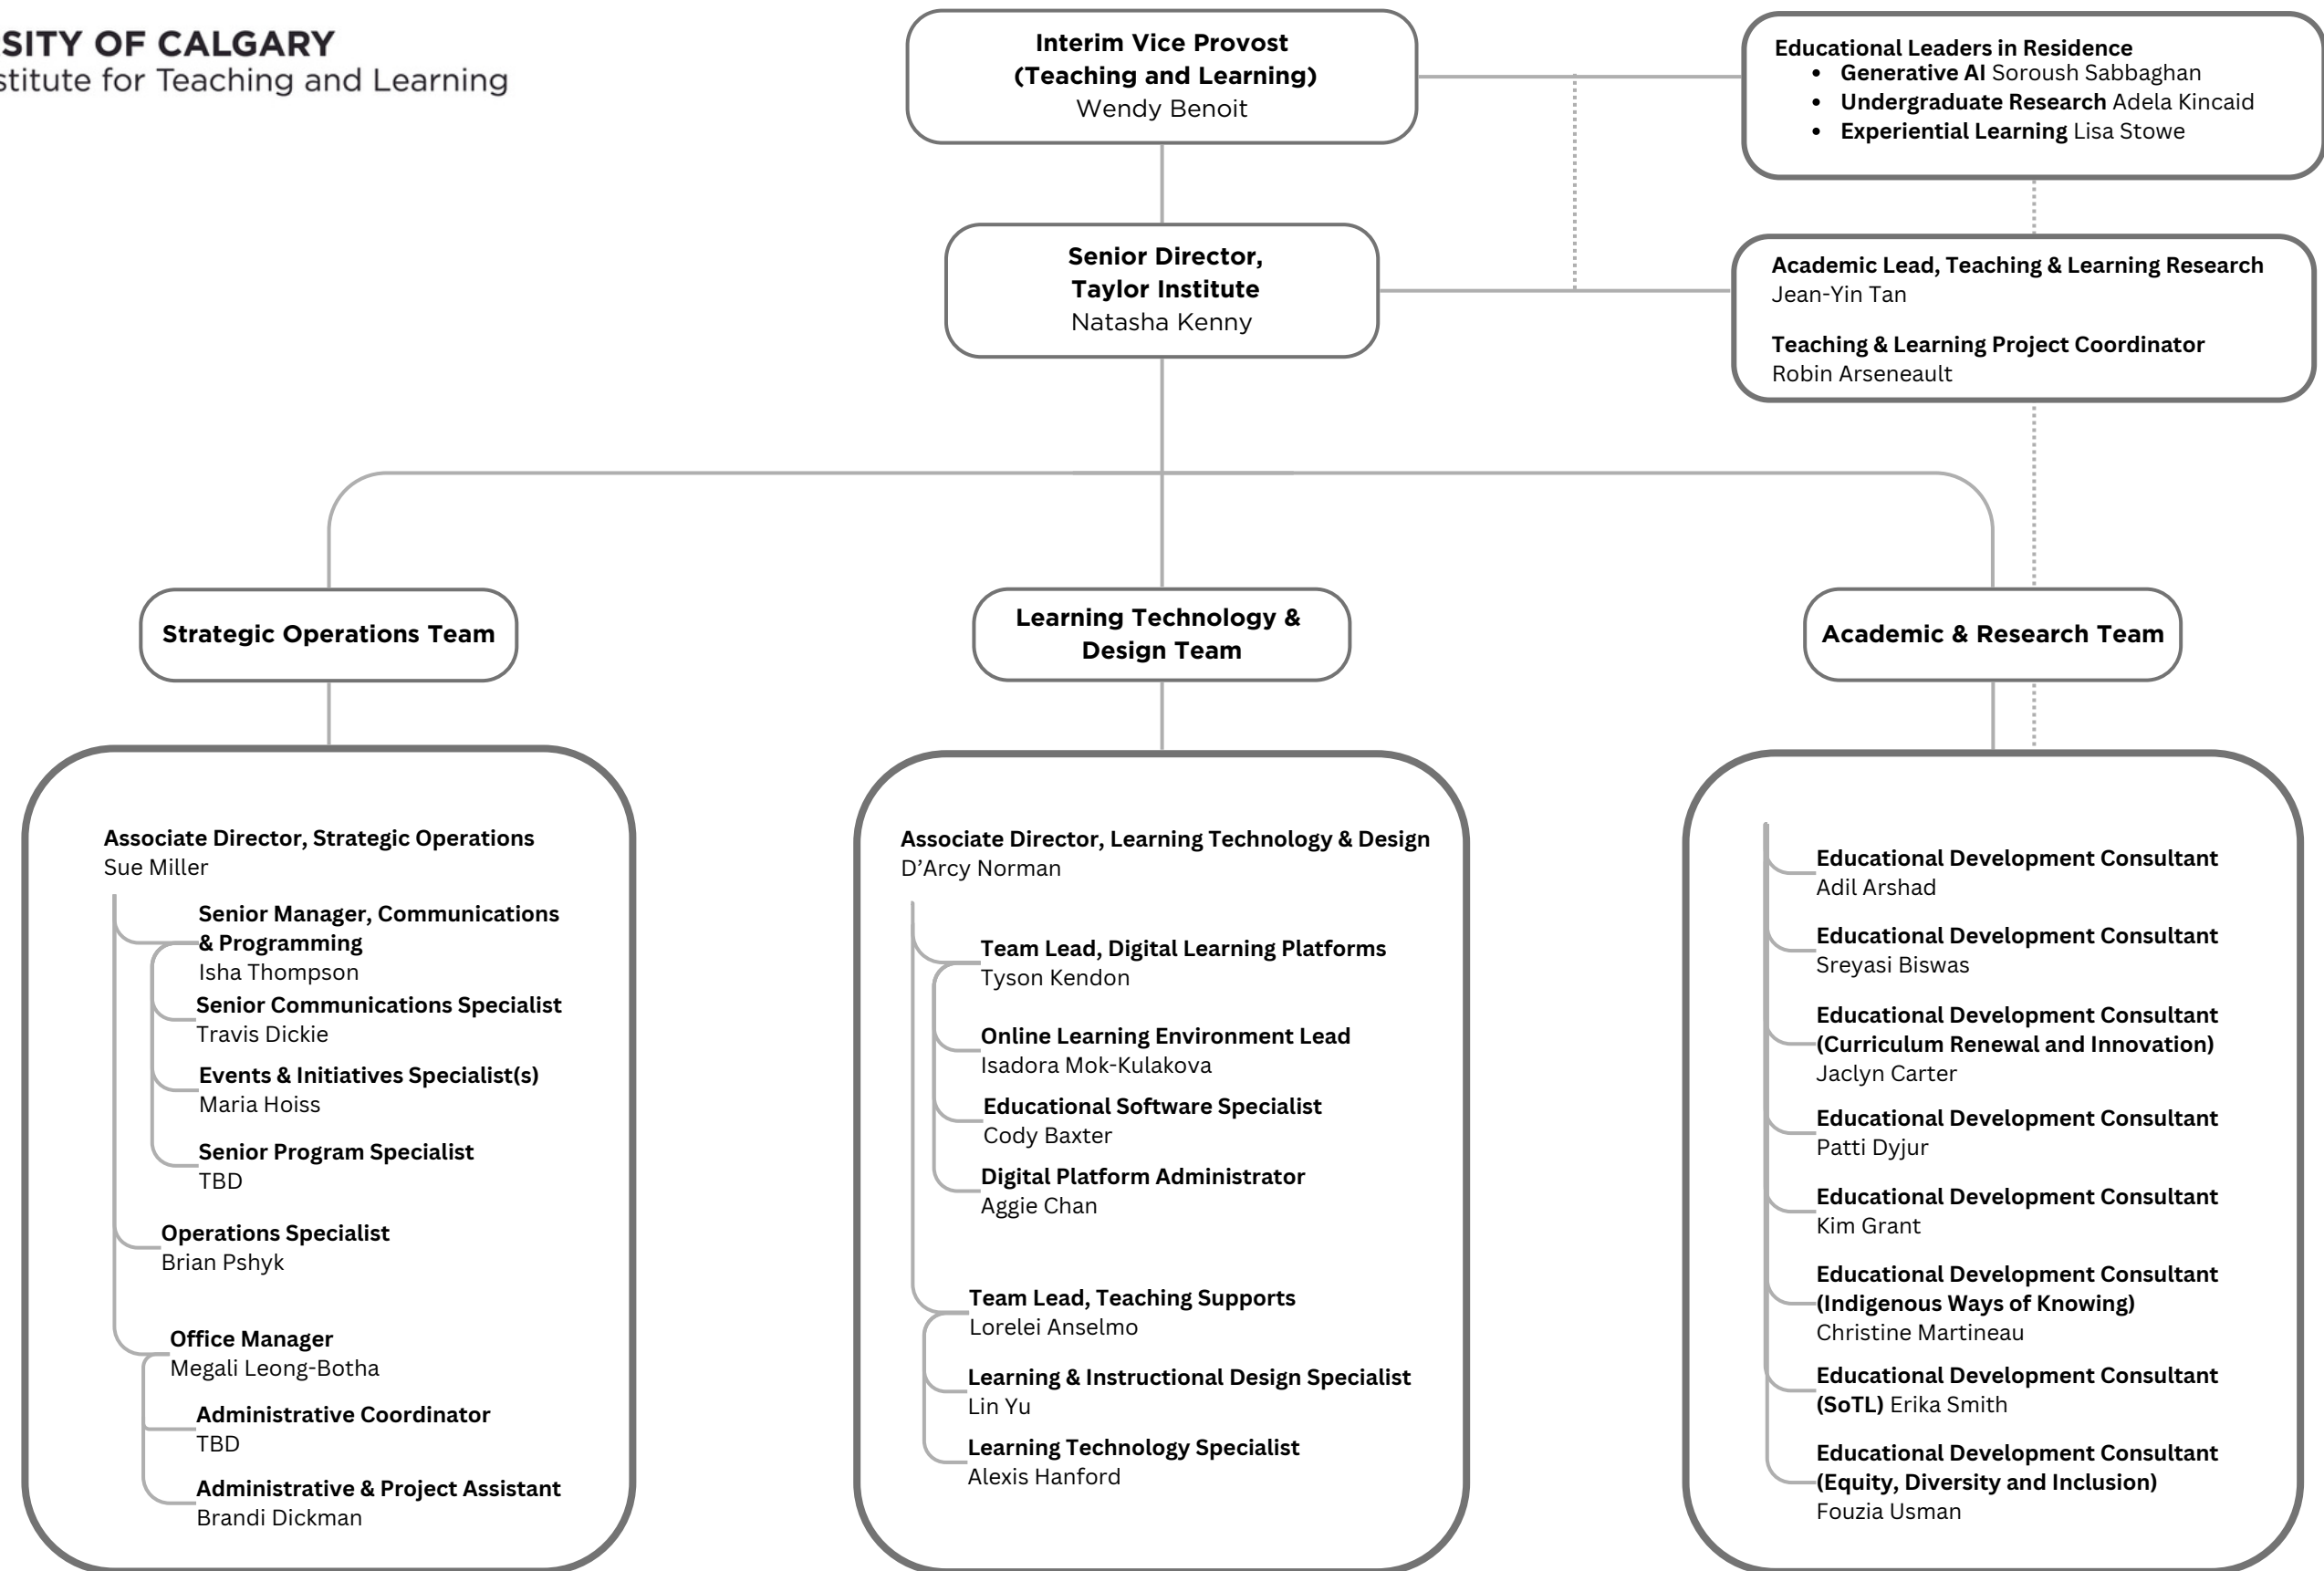 SITY OF CALGARY
stitute for Teaching and Learning
Interim Vice Provost
(Teaching and Learning)
Wendy Benoit
Educational Leaders in Residence
• Generative AI Soroush Sabbaghan
• Undergraduate Research Adela Kincaid
• Experiential Learning Lisa Stowe
Senior Director,
Taylor Institute
Natasha Kenny
Academic Lead, Teaching & Learning Research
Jean-Yin Tan
Teaching & Learning Project Coordinator
Robin Arseneault
Strategic Operations Team
Learning Technology &
Design Team
Academic & Research Team
Associate Director, Strategic Operations
Sue Miller
Senior Manager, Communications
& Programming
Isha Thompson
Senior Communications Specialist
Travis Dickie
Events & Initiatives Specialist(s)
Maria Hoiss
Senior Program Specialist
TBD
Operations Specialist
Brian Pshyk
Office Manager
Megali Leong-Botha
Administrative Coordinator
TBD
Administrative & Project Assistant
Brandi Dickman
Associate Director, Learning Technology & Design
D’Arcy Norman
Team Lead, Digital Learning Platforms
Tyson Kendon
Online Learning Environment Lead
Isadora Mok-Kulakova
Educational Software Specialist
Cody Baxter
Digital Platform Administrator
Aggie Chan
Team Lead, Teaching Supports
Lorelei Anselmo
Learning & Instructional Design Specialist
Lin Yu
Learning Technology Specialist
Alexis Hanford
Educational Development Consultant
Adil Arshad
Educational Development Consultant
Sreyasi Biswas
Educational Development Consultant
(Curriculum Renewal and Innovation)
Jaclyn Carter
Educational Development Consultant
Patti Dyjur
Educational Development Consultant
Kim Grant
Educational Development Consultant
(Indigenous Ways of Knowing)
Christine Martineau
Educational Development Consultant
(SoTL) Erika Smith
Educational Development Consultant
(Equity, Diversity and Inclusion)
Fouzia Usman